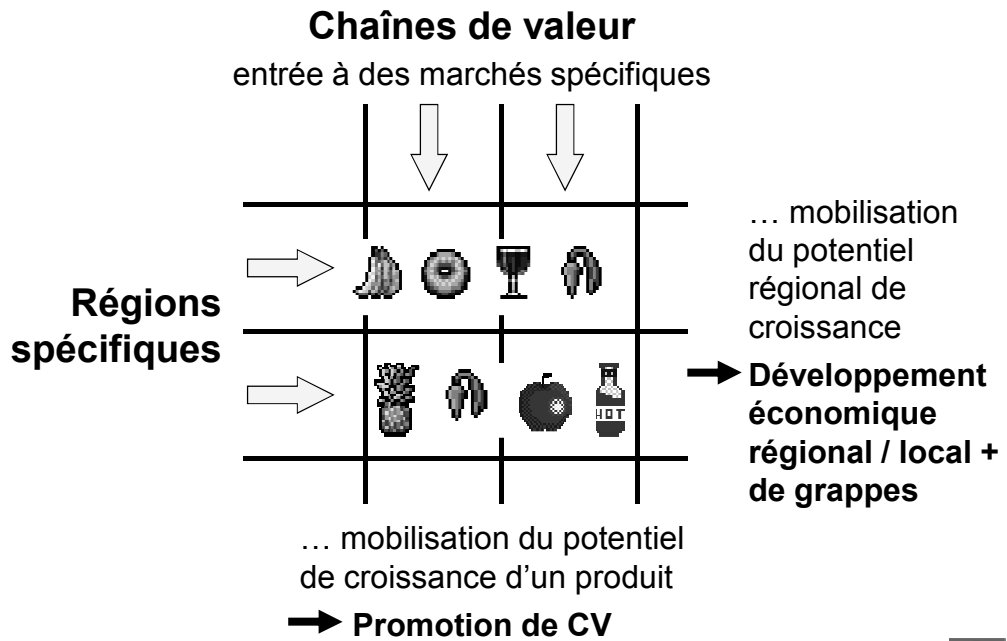 Chaînes de valeur
entrée à des marchés spécifiques
Régions
spécifiques
HOT
… mobilisation
du potentiel
régional de
croissance
Développement
économique
régional / local +
de grappes
… mobilisation du potentiel
de croissance d’un produit
Promotion de CV